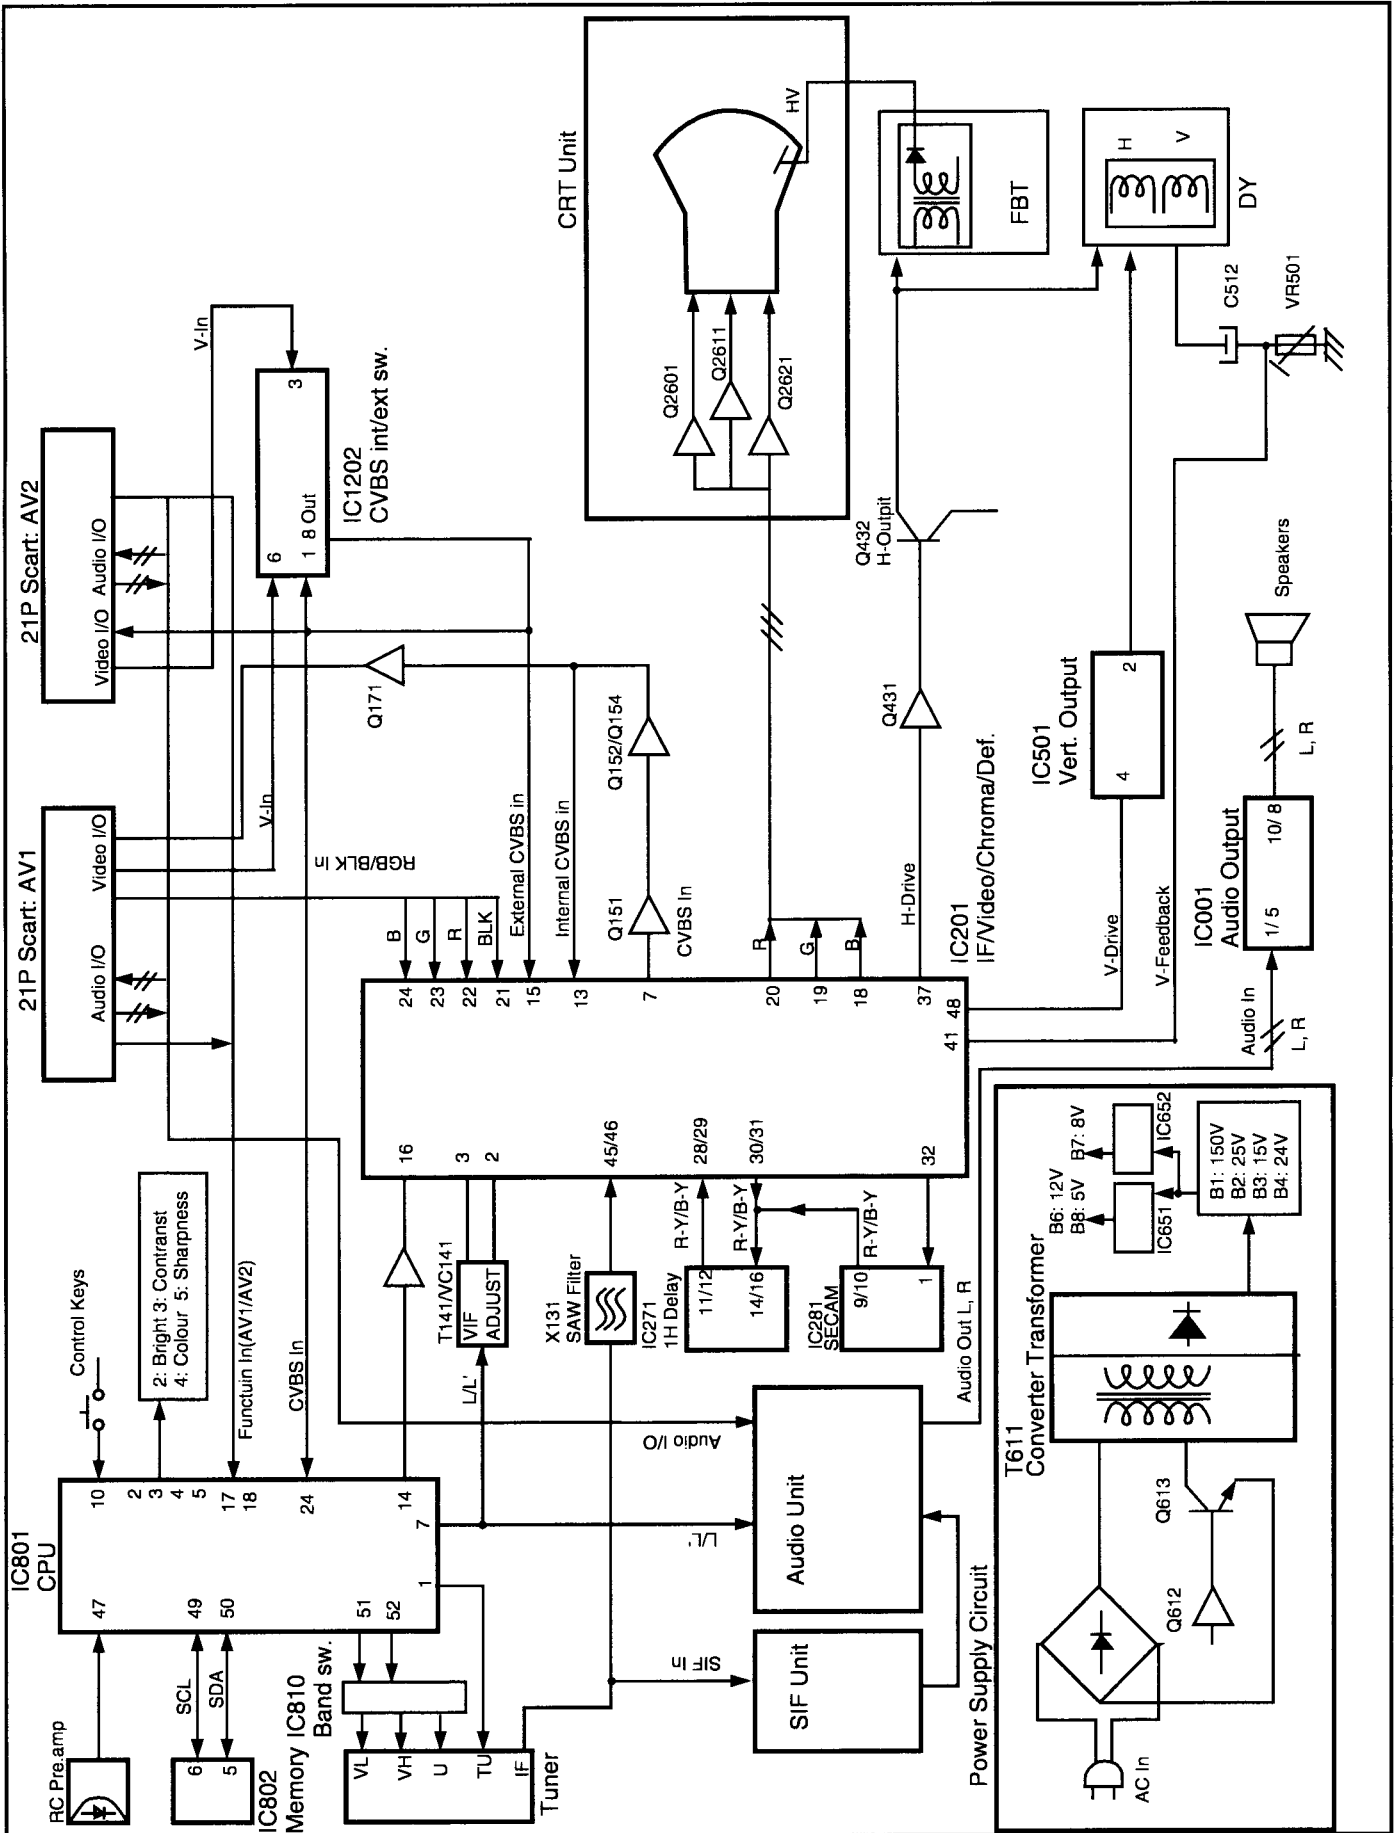 RC Pre.amp
47
IC801
CPU
10
Control Keys
2
3
4
5
2: Bright 3: Contranst
4: Colour 5: Sharpness
17
18
Functuin In(AV1/AV2)
24
CVBS In
14
7
1
49
50
51
52
SCL
SDA
6
5
IC802
Memory
IC810
Band sw.
VL
VH
U
TU
IF
Tuner
21P Scart: AV1
Audio I/O
Video I/O
21P Scart: AV2
Video I/O
Audio I/O
V-In
V-In
RGB/BLK In
6
1
8 Out
3
IC1202
CVBS int/ext sw.
Q171
T141/VC141
VIF
ADJUST
L/L'
L/L'
16
3
2
45/46
28/29
30/31
32
B
G
R
BLK
24
23
22
21
15
13
7
20
19
18
37
48
41
External CVBS in
Internal CVBS in
Q151
CVBS In
Q152/Q154
R
G
B
H-Drive
IC201
IF/Video/Chroma/Def.
X131
SAW Filter
IC271
1H Delay
11/12
14/16
R-Y/B-Y
R-Y/B-Y
R-Y/B-Y
IC281
SECAM
9/10
1
CRT Unit
Q2601
Q2611
Q2621
HV
FBT
Q431
Q432
H-Outpit
H
V
DY
C512
VR501
IC501
Vert. Output
4
2
V-Drive
V-Feedback
SIF In
SIF Unit
Audio I/O
Audio Unit
Audio Out L, R
Audio In
L, R
IC001
Audio Output
1/ 5
10/ 8
L, R
Speakers
Power Supply Circuit
AC In
Q612
Q613
T611
Converter Transformer
B6: 12V
B8: 5V
B7: 8V
IC651
IC652
B1: 150V
B2: 25V
B3: 15V
B4: 24V